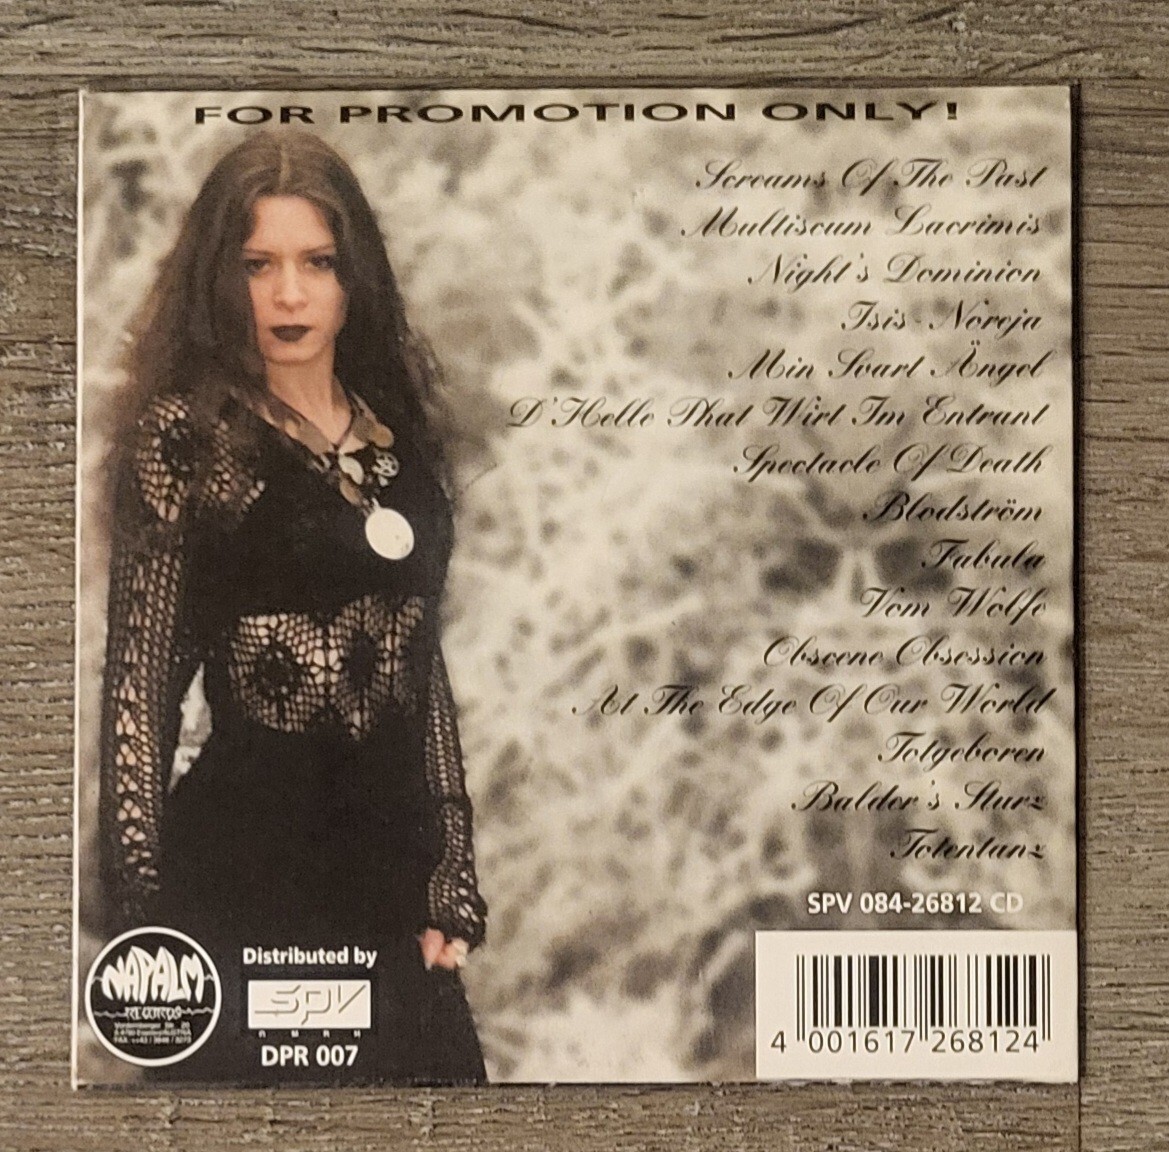 FOR PROMOTION ONLY!
Screams Of The Past
Multiscum Lacrimis
Night's Dominion
Isis-Noreja
Min Svart Ängel
D'Helle Phat Wirt Im Entrunt
Spectacle Of Death
Blodström
Fabula
Vom Wolfe
Obscene Obsession
At The Edge Of Our World
Totgeboren
Balder's Sturz
Totentanz
SPV 084-26812 CD
NAPALM
RECORDS
Distributed by
SPV
DPR 007
4 001617 268124